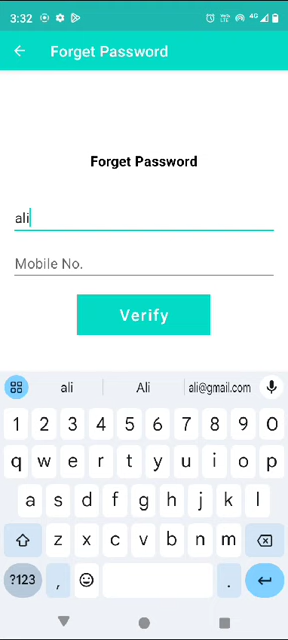 3:32 4G
Forget Password
Forget Password
ali
Mobile No.
Verify
ali Ali ali@gmail.com
1 2 3 4 5 6 7 8 9 0
q w e r t y u i o p
a s d f g h j k l
z x c v b n m
?123 , .